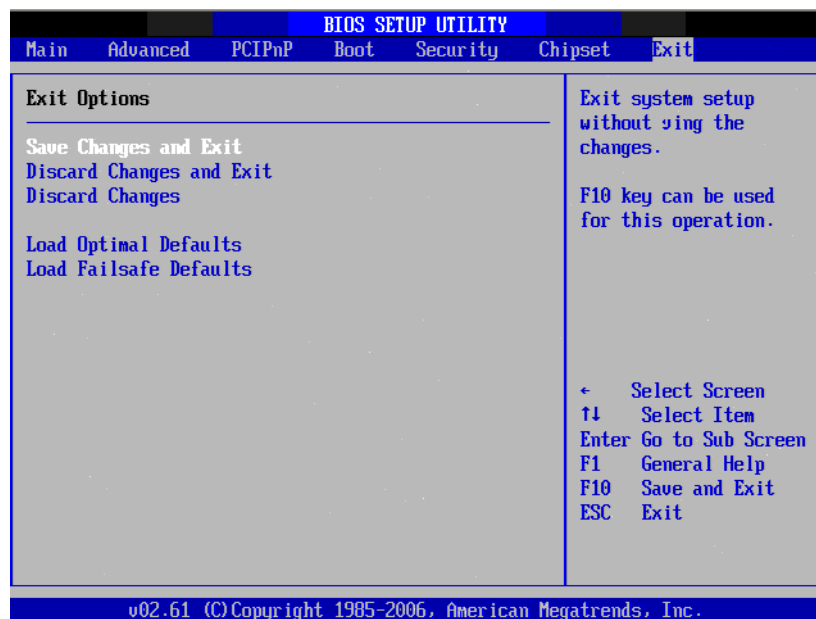 BIOS SETUP UTILITY
Main Advanced PCIPnP Boot Security Chipset Exit
Exit Options
Save Changes and Exit
Discard Changes and Exit
Discard Changes
Load Optimal Defaults
Load Failsafe Defaults
Exit system setup
without the
changes.
F10 key can be used
for this operation.
← Select Screen
↑↓ Select Item
Enter Go to Sub Screen
F1 General Help
F10 Save and Exit
ESC Exit
v02.61 (C)Copyright 1985-2006, American Megatrends, Inc.